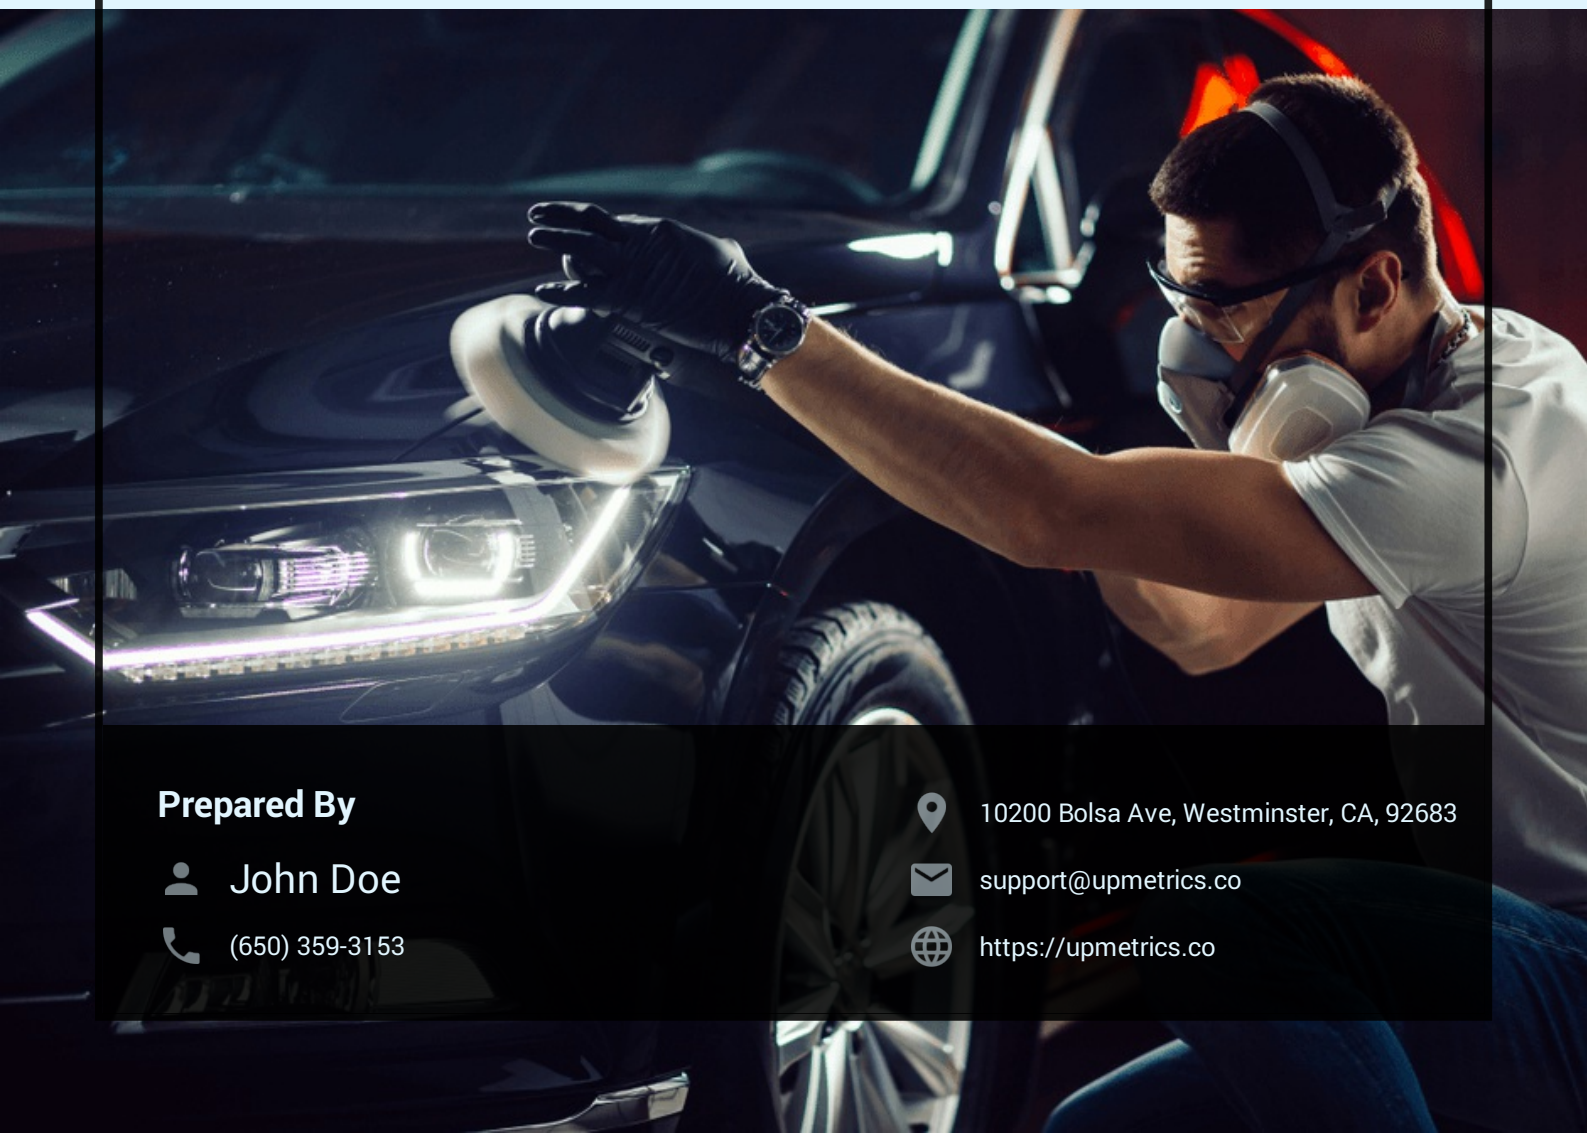 Prepared By
John Doe
(650) 359-3153
10200 Bolsa Ave, Westminster, CA, 92683
support@upmetrics.co
https://upmetrics.co